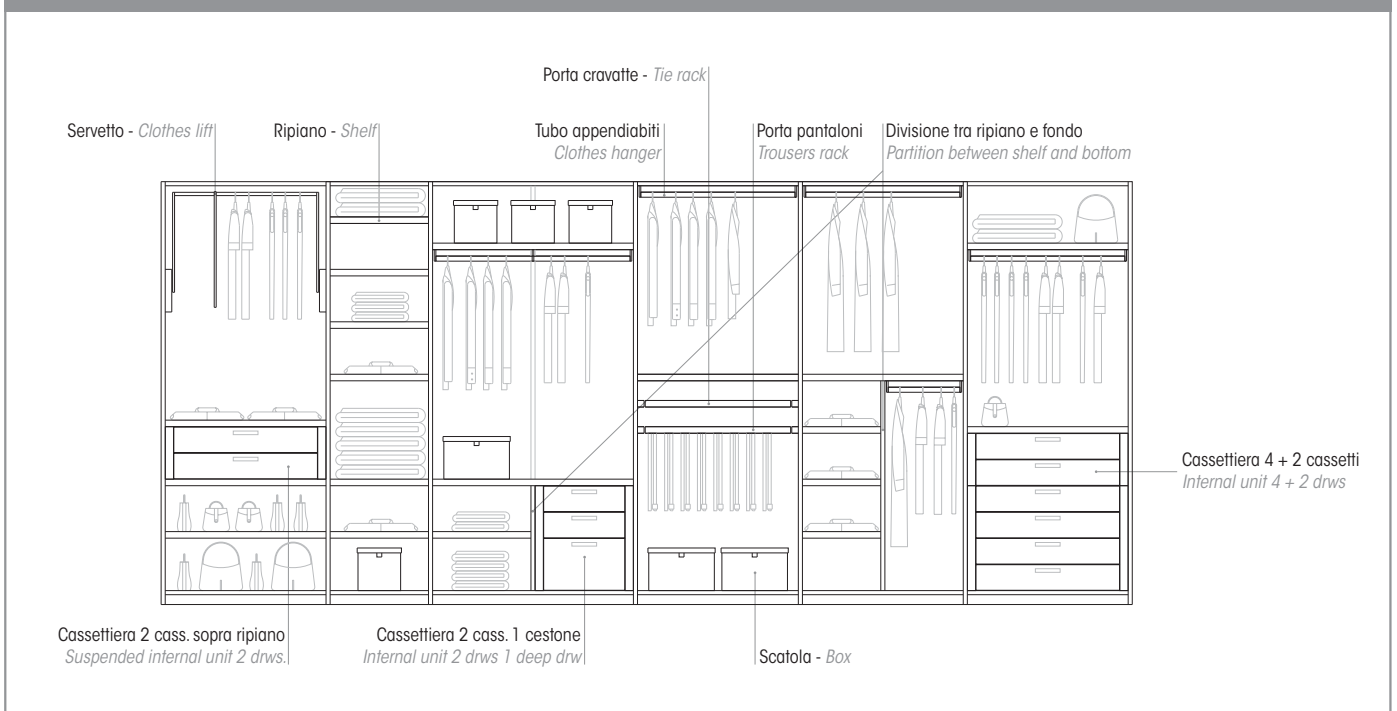 Porta cravatte - Tie rack
Servetto - Clothes lift
Ripiano - Shelf
Tubo appendiabiti
Clothes hanger
Porta pantaloni
Trousers rack
Divisione tra ripiano e fondo
Partition between shelf and bottom
Cassettiera 4 + 2 cassetti
Internal unit 4 + 2 drws
Cassettiera 2 cass. sopra ripiano
Suspended internal unit 2 drws.
Cassettiera 2 cass. 1 cestone
Internal unit 2 drws 1 deep drw
Scatola - Box